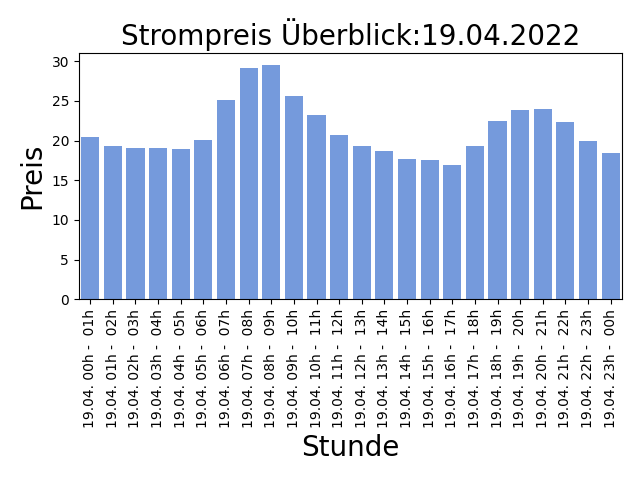 Strompreis Überblick:19.04.2022
Preis
30
25
20
15
10
5
0
19.04. 00h - 01h
19.04. 01h - 02h
19.04. 02h - 03h
19.04. 03h - 04h
19.04. 04h - 05h
19.04. 05h - 06h
19.04. 06h - 07h
19.04. 07h - 08h
19.04. 08h - 09h
19.04. 09h - 10h
19.04. 10h - 11h
19.04. 11h - 12h
19.04. 12h - 13h
19.04. 13h - 14h
19.04. 14h - 15h
19.04. 15h - 16h
19.04. 16h - 17h
19.04. 17h - 18h
19.04. 18h - 19h
19.04. 19h - 20h
19.04. 20h - 21h
19.04. 21h - 22h
19.04. 22h - 23h
19.04. 23h - 00h
Stunde